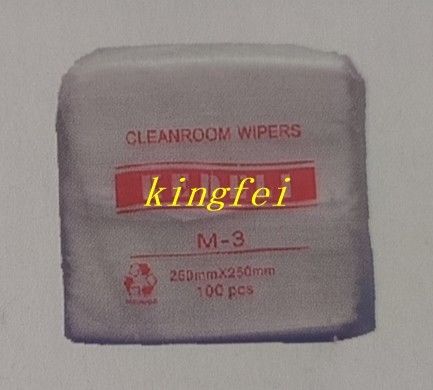 CLEANROOM WIPERS
kingfei
M-3
250mmX250mm
100 pcs